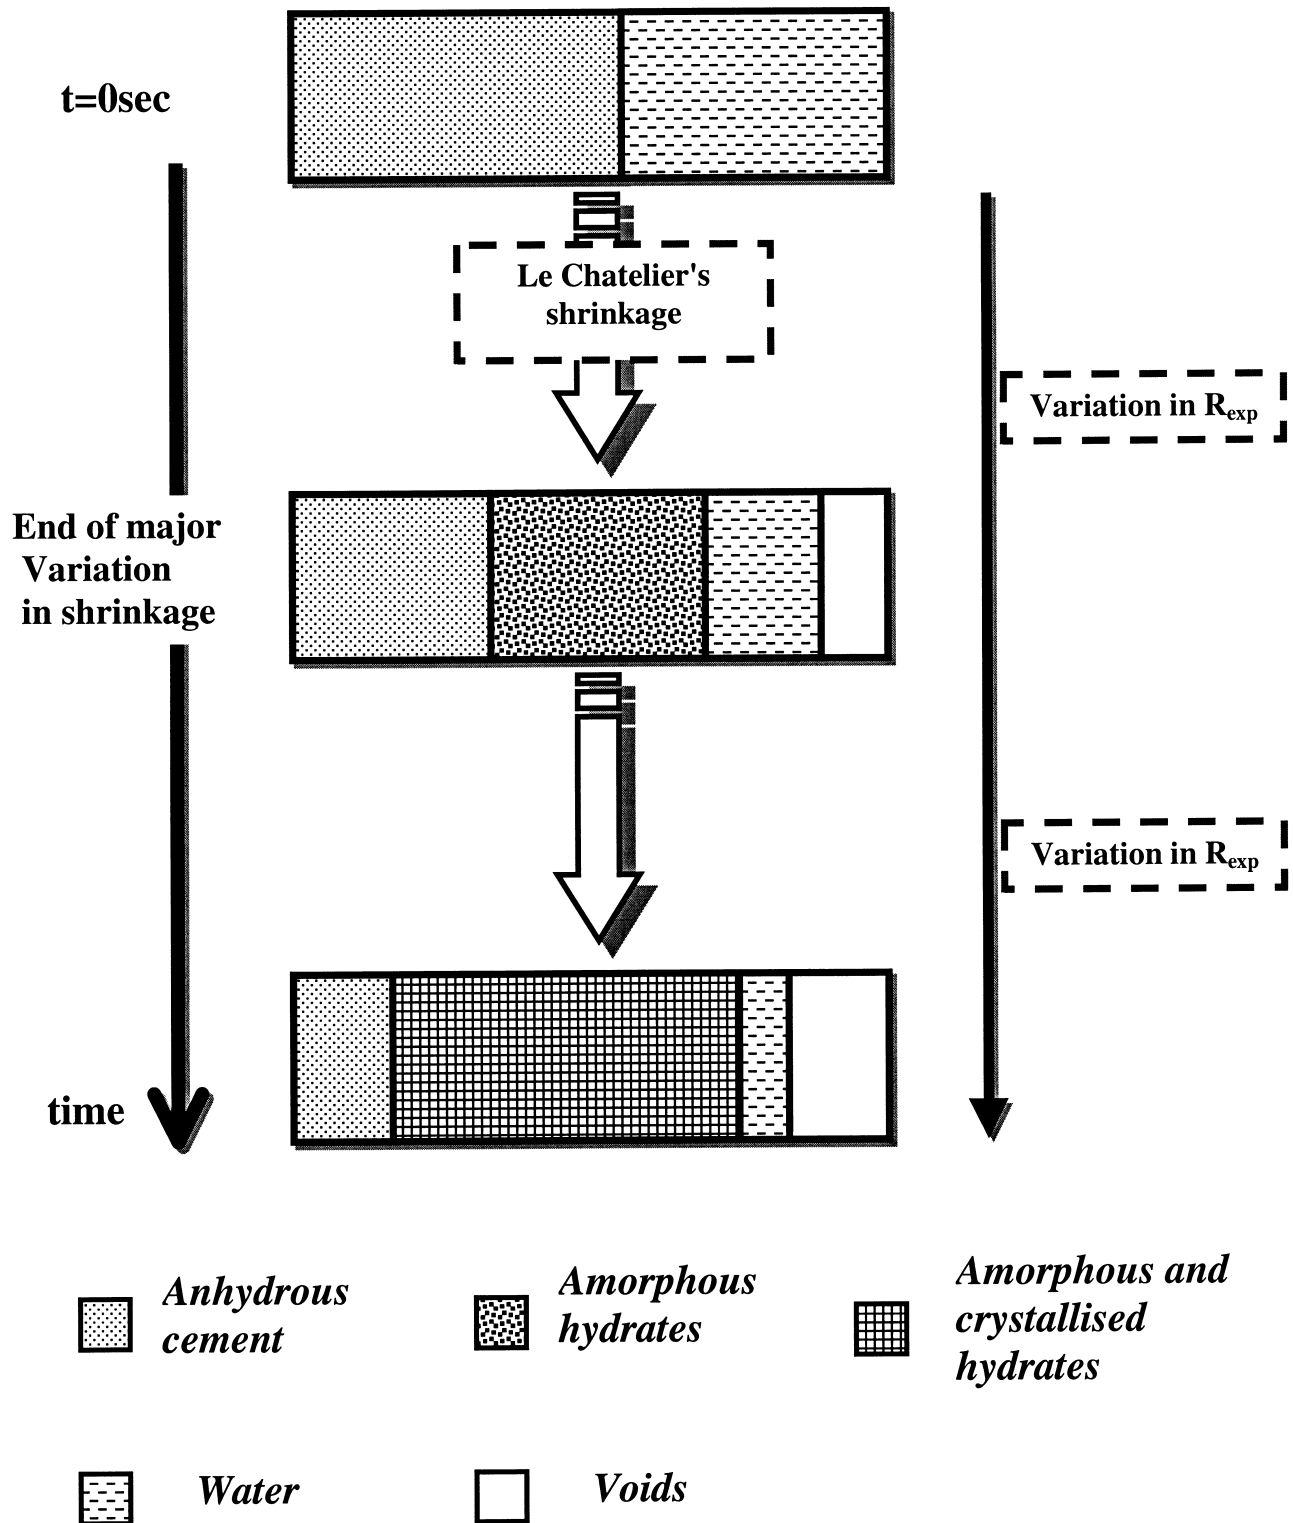 t=0sec
Le Chatelier's
shrinkage
Variation in Rexp
End of major
Variation
in shrinkage
Variation in Rexp
time
Anhydrous
cement
Amorphous
hydrates
Amorphous and
crystallised
hydrates
Water
Voids